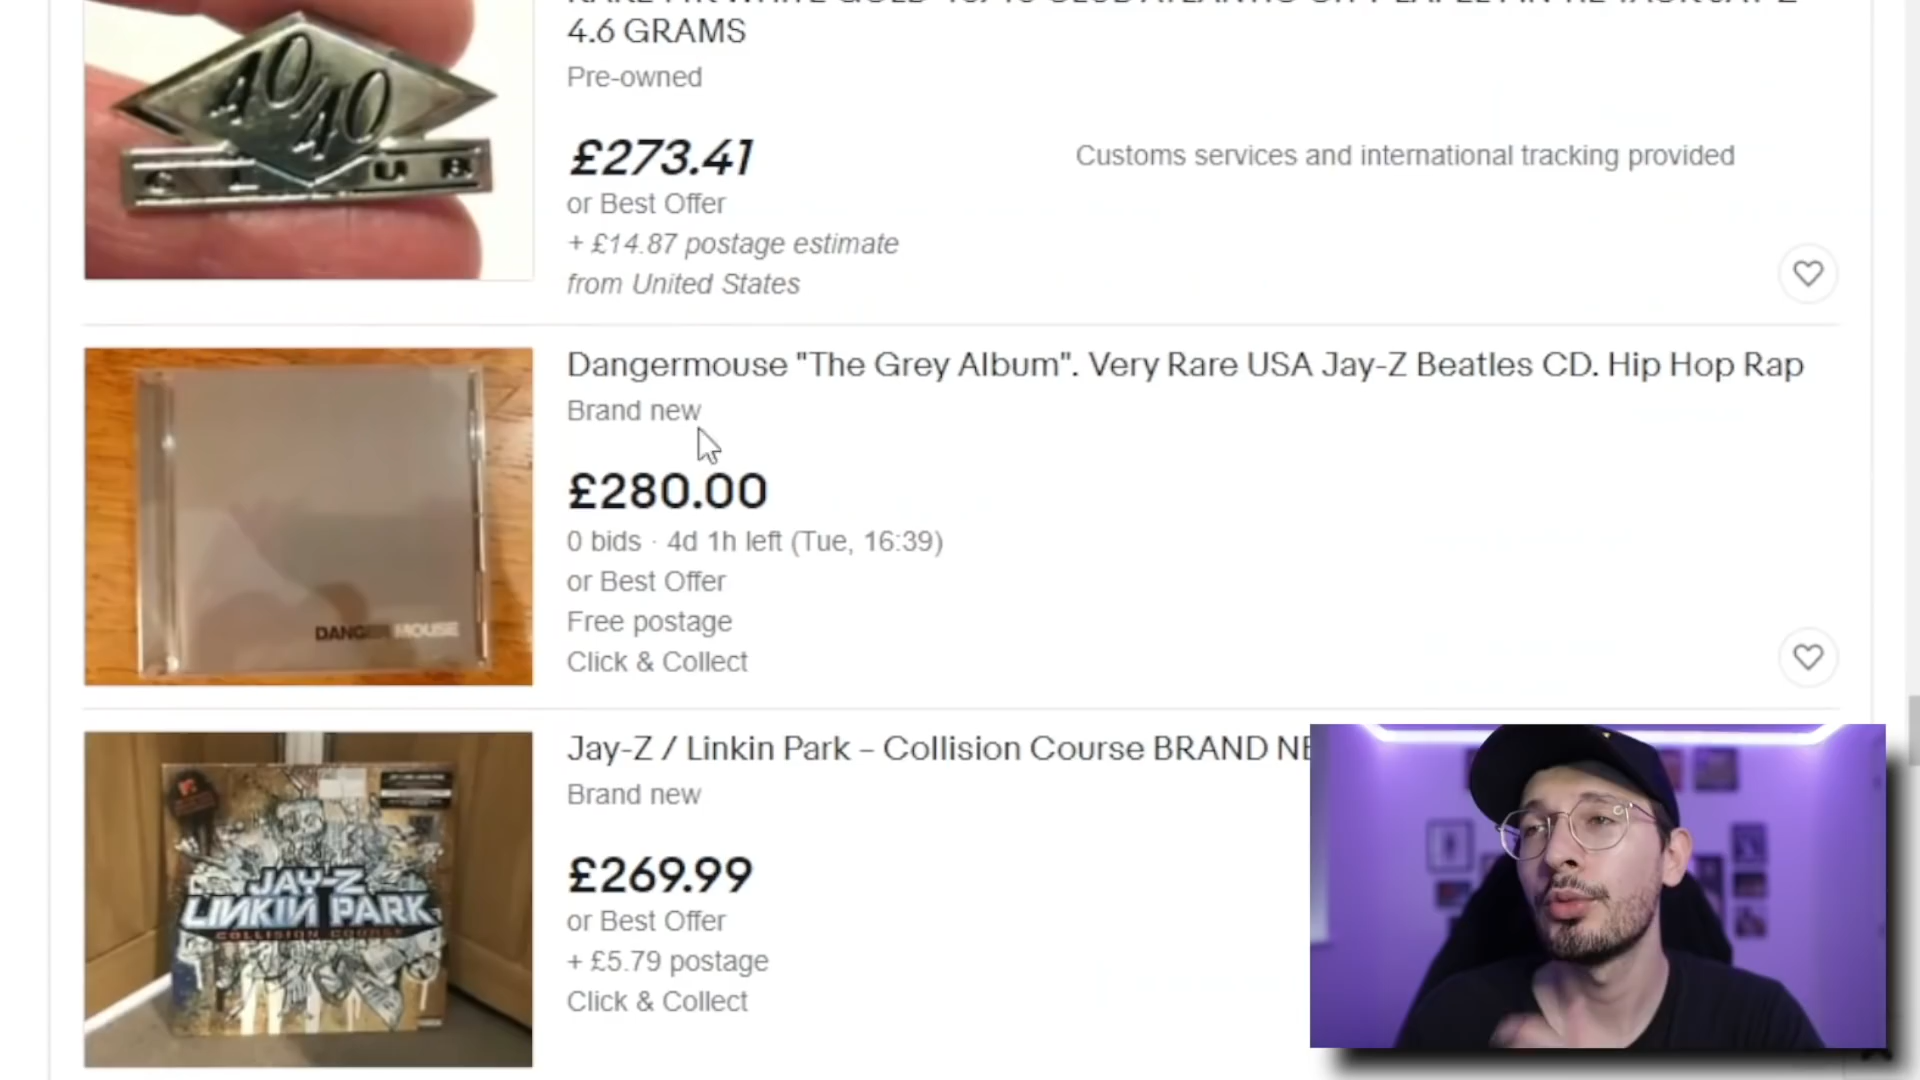 4.6 GRAMS
Pre-owned
£273.41
or Best Offer
+ £14.87 postage estimate
from United States
Customs services and international tracking provided
40/40
CLUB
Dangermouse "The Grey Album". Very Rare USA Jay-Z Beatles CD. Hip Hop Rap
Brand new
£280.00
0 bids · 4d 1h left (Tue, 16:39)
or Best Offer
Free postage
Click & Collect
DANGER MOUSE
Jay-Z / Linkin Park – Collision Course BRAND NE
Brand new
£269.99
or Best Offer
+ £5.79 postage
Click & Collect
JAY-Z
LINKIN PARK
COLLISION COURSE